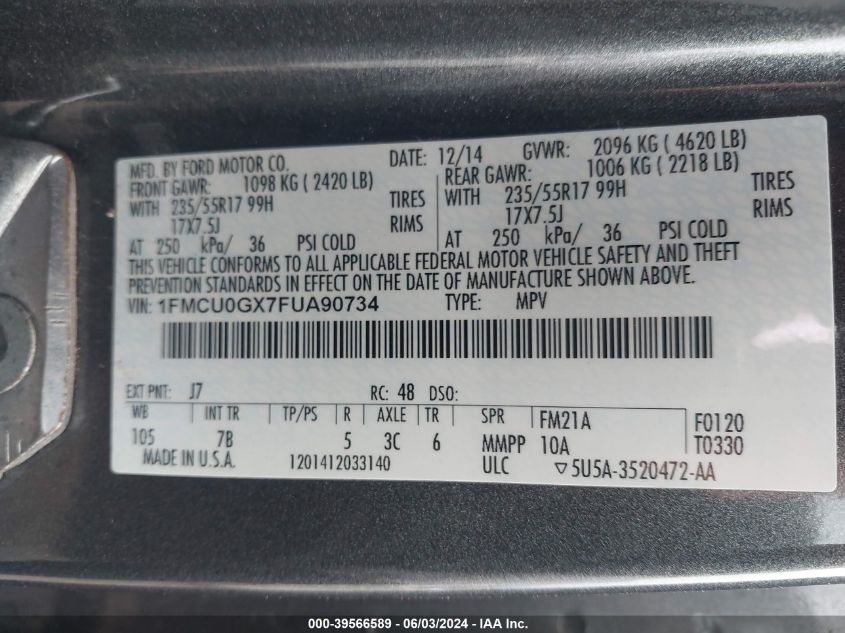 MFD. BY FORD MOTOR CO. DATE: 12/14 GVWR: 2096 KG ( 4620 LB)
FRONT GAWR: 1098 KG ( 2420 LB) REAR GAWR: 1006 KG ( 2218 LB)
WITH 235/55R17 99H TIRES WITH 235/55R17 99H TIRES
17X7.5J RIMS 17X7.5J RIMS
AT 250 kPa/ 36 PSI COLD AT 250 kPa/ 36 PSI COLD
THIS VEHICLE CONFORMS TO ALL APPLICABLE FEDERAL MOTOR VEHICLE SAFETY AND THEFT
PREVENTION STANDARDS IN EFFECT ON THE DATE OF MANUFACTURE SHOWN ABOVE.
VIN: 1FMCU0GX7FUA90734 TYPE: MPV
EXT PNT: J7 RC: 48 DSO:
WB INT TR TP/PS R AXLE TR SPR FM21A F0120
105 7B 5 3C 6 MMPP 10A T0330
MADE IN U.S.A. 1201412033140 ULC ▽5U5A-3520472-AA
000-39566589 / 06/03/2024 - IAA Inc.